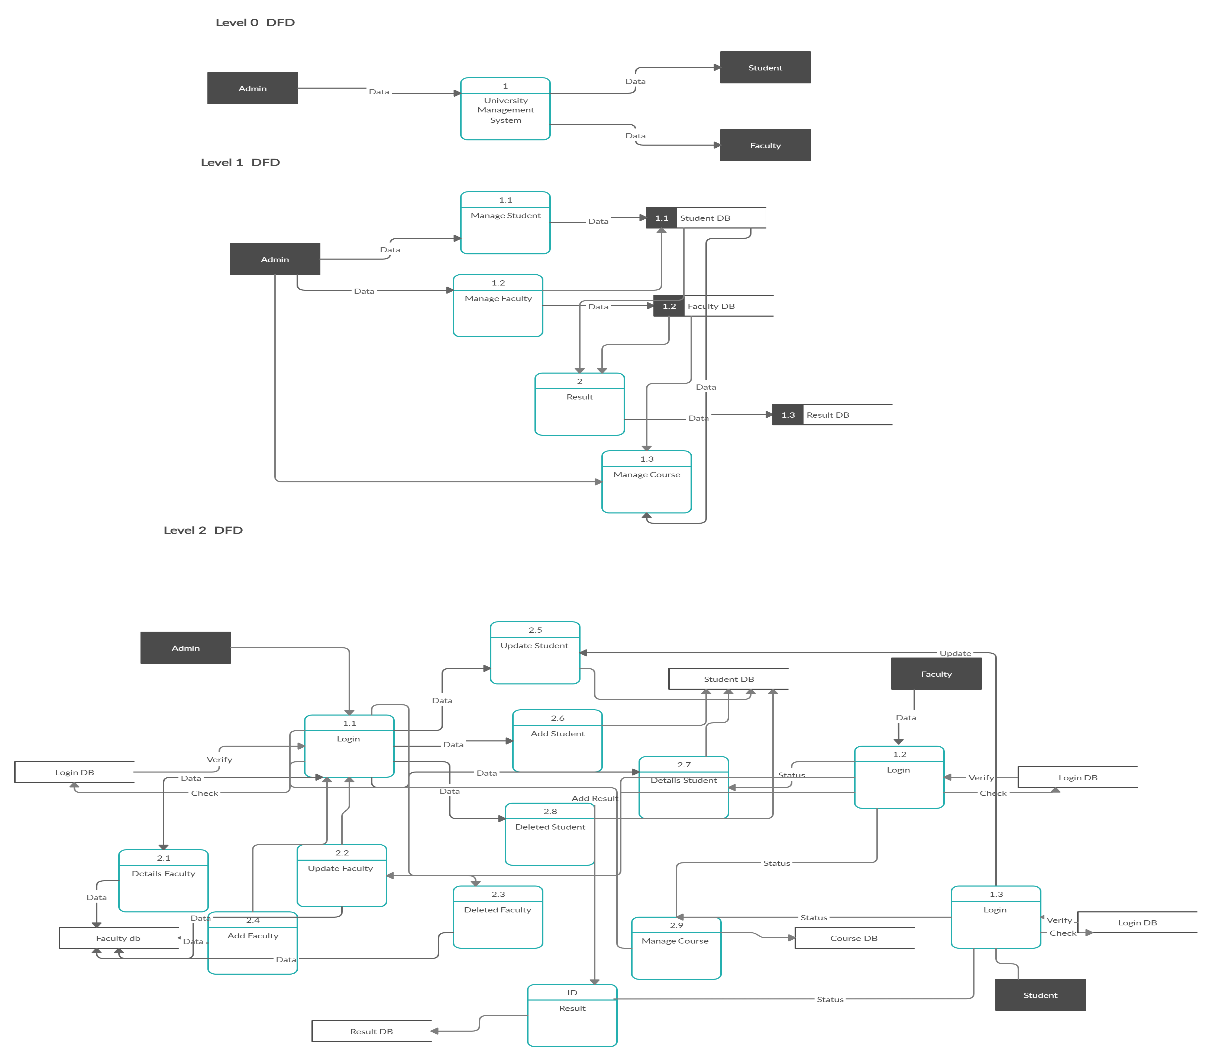 Level 0 DFD
Student
Data
Admin
Data
1
University
Management
System
Data
Faculty
Level 1 DFD
1.1
Manage Student
Data
1.1
Student DB
Data
Admin
1.2
Manage Faculty
Data
Data
1.2
Faculty DB
2
Result
Data
Data
1.3
Result DB
1.3
Manage Course
Level 2 DFD
2.5
Update Student
Admin
Update
Faculty
Student DB
Data
1.1
Login
2.6
Add Student
Data
Data
1.2
Login
Verify
Login DB
Data
Check
Data
2.7
Details Student
Status
Verify
Login DB
Check
Data
Add Result
2.8
Deleted Student
2.1
Details Faculty
2.2
Update Faculty
Status
Data
2.3
Deleted Faculty
1.3
Login
Data
2.4
Add Faculty
Status
Verify
Login DB
Check
2.9
Manage Course
Course DB
Faculty db
Data
Data
ID
Result
Status
Student
Result DB